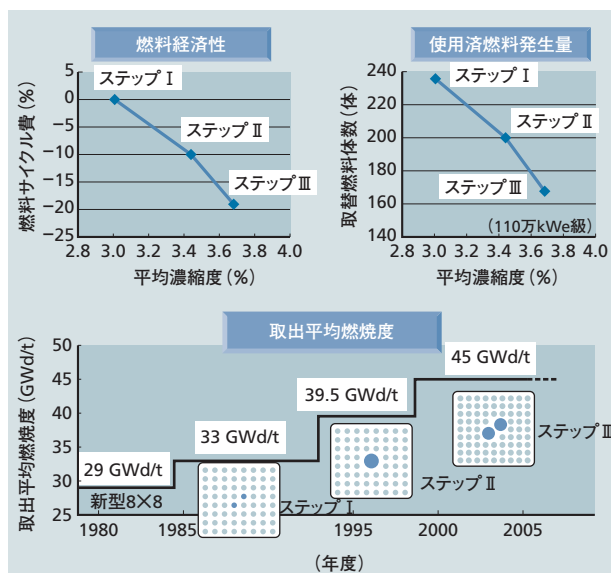 燃料経済性
燃料サイクル費(%)
5
0
−5
−10
−15
−20
−25
ステップⅠ
ステップⅡ
ステップⅢ
2.8 3.0 3.2 3.4 3.6 3.8 4.0
平均濃縮度(%)
使用済燃料発生量
取替燃料体数(体)
240
220
200
180
160
140
ステップⅠ
ステップⅡ
ステップⅢ
(110万kWe級)
2.8 3.0 3.2 3.4 3.6 3.8 4.0
平均濃縮度(%)
取出平均燃焼度
取出平均燃焼度(GWd/t)
50
45
40
35
30
25
29 GWd/t
33 GWd/t
39.5 GWd/t
45 GWd/t
新型8×8
ステップⅠ
ステップⅡ
ステップⅢ
1980 1985 1995 2000 2005
(年度)